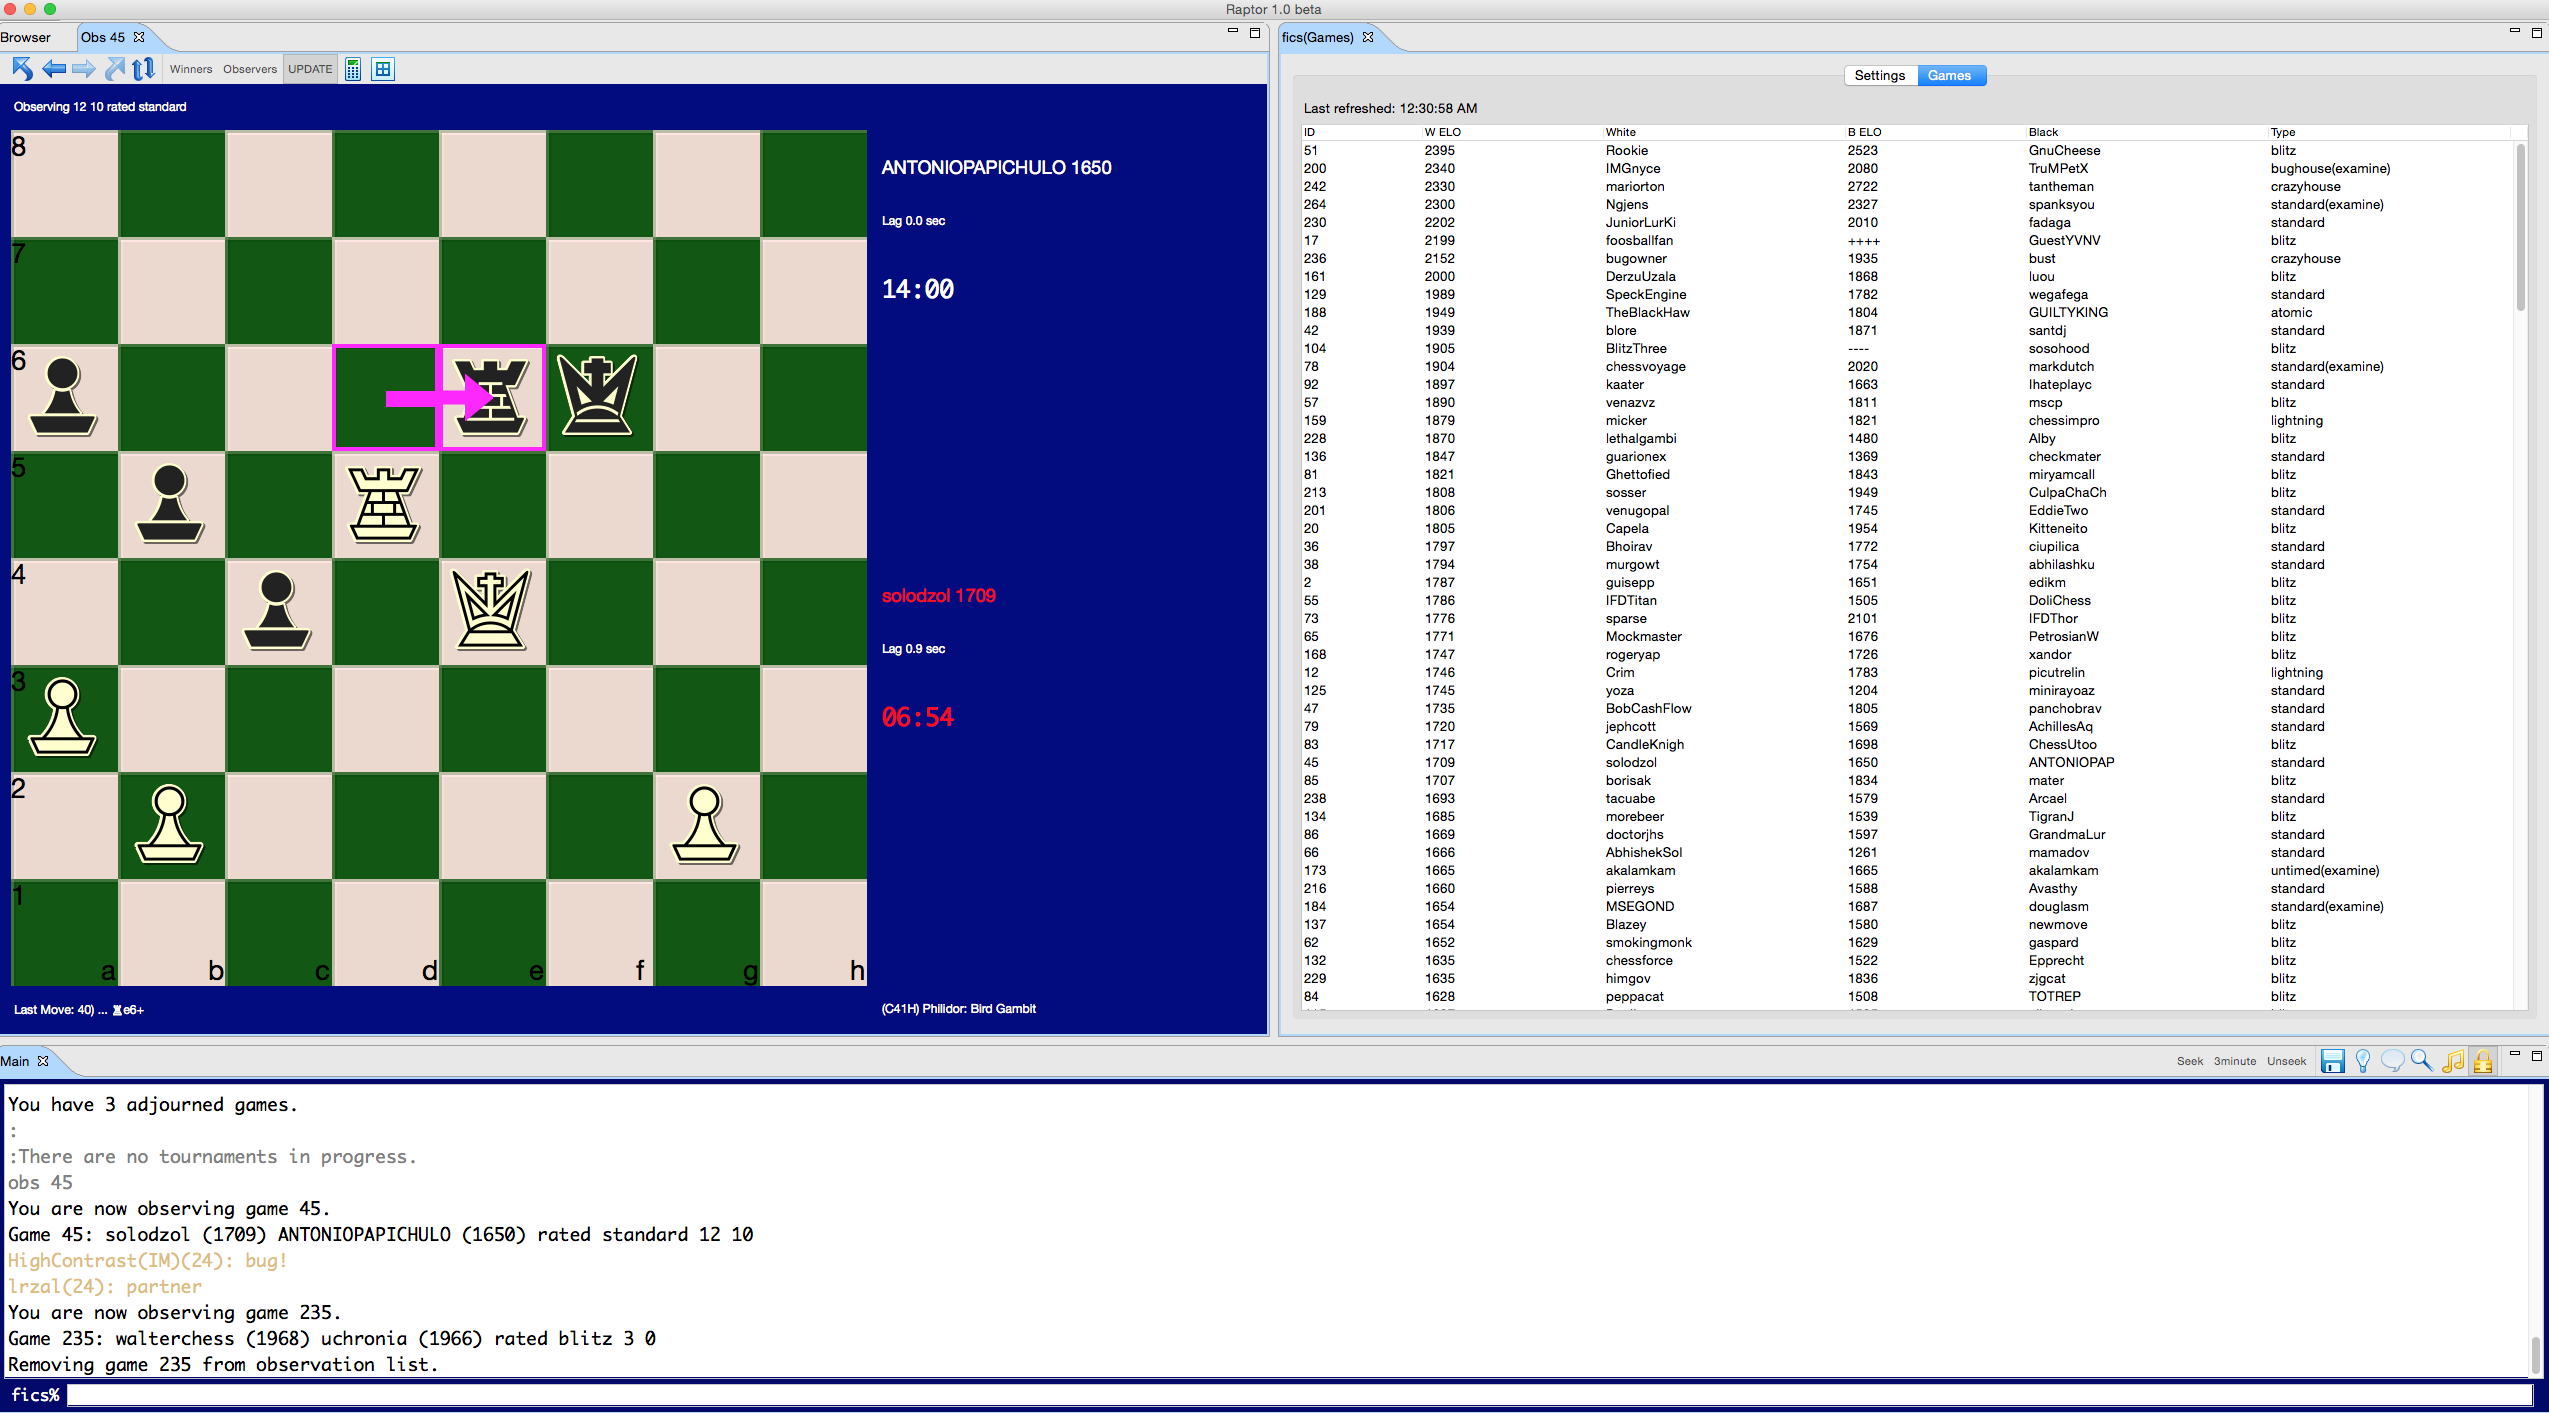 Raptor 1.0 beta
Browser
Obs 45
Winners Observers UPDATE
Observing 12 10 rated standard
8
7
6
5
4
3
2
1
a b c d e f g h
ANTONIOPAPICHULO 1650
Lag 0.0 sec
14:00
solodzol 1709
Lag 0.9 sec
06:54
Last Move: 40) ... ♜e6+
(C41H) Philidor: Bird Gambit
fics(Games)
Settings Games
Last refreshed: 12:30:58 AM
ID W ELO White B ELO Black Type
51 2395 Rookie 2523 GnuCheese blitz
200 2340 IMGnyce 2080 TruMPetX bughouse(examine)
242 2330 mariorton 2722 tantheman crazyhouse
264 2300 Ngjens 2327 spanksyou standard(examine)
230 2202 JuniorLurKi 2010 fadaga standard
17 2199 foosballfan ++++ GuestYVNV blitz
236 2152 bugowner 1935 bust crazyhouse
161 2000 DerzuUzala 1868 luou blitz
129 1989 SpeckEngine 1782 wegafega standard
188 1949 TheBlackHaw 1804 GUILTYKING atomic
42 1939 blore 1871 santdj standard
104 1905 BlitzThree ---- sosohood blitz
78 1904 chessvoyage 2020 markdutch standard(examine)
92 1897 kaater 1663 Ihateplayc standard
57 1890 venazvz 1811 mscp blitz
159 1879 micker 1821 chessimpro lightning
228 1870 lethalgambi 1480 Alby blitz
136 1847 guarionex 1369 checkmater standard
81 1821 Ghettofied 1843 miryamcall blitz
213 1808 sosser 1949 CulpaChaCh blitz
201 1806 venugopal 1745 EddieTwo standard
20 1805 Capela 1954 Kitteneito blitz
36 1797 Bhoirav 1772 ciupilica standard
38 1794 murgowt 1754 abhilashku standard
2 1787 guisepp 1651 edikm blitz
55 1786 IFDTitan 1505 DoliChess blitz
73 1776 sparse 2101 IFDThor blitz
65 1771 Mockmaster 1676 PetrosianW blitz
168 1747 rogeryap 1726 xandor blitz
12 1746 Crim 1783 picutrelin lightning
125 1745 yoza 1204 minirayoaz standard
47 1735 BobCashFlow 1805 panchobrav standard
79 1720 jephcott 1569 AchillesAq standard
83 1717 CandleKnigh 1698 ChessUtoo blitz
45 1709 solodzol 1650 ANTONIOPAP standard
85 1707 borisak 1834 mater blitz
238 1693 tacuabe 1579 Arcael standard
134 1685 morebeer 1539 TigranJ blitz
86 1669 doctorjhs 1597 GrandmaLur standard
66 1666 AbhishekSol 1261 mamadov standard
173 1665 akalamkam 1665 akalamkam untimed(examine)
216 1660 pierreys 1588 Avasthy standard
184 1654 MSEGOND 1687 douglasm standard(examine)
137 1654 Blazey 1580 newmove blitz
62 1652 smokingmonk 1629 gaspard blitz
132 1635 chessforce 1522 Epprecht blitz
229 1635 himgov 1836 zjgcat blitz
84 1628 peppacat 1508 TOTREP blitz
Main
Seek 3minute Unseek
You have 3 adjourned games.
:
:There are no tournaments in progress.
obs 45
You are now observing game 45.
Game 45: solodzol (1709) ANTONIOPAPICHULO (1650) rated standard 12 10
HighContrast(IM)(24): bug!
lrzal(24): partner
You are now observing game 235.
Game 235: walterchess (1968) uchronia (1966) rated blitz 3 0
Removing game 235 from observation list.
fics%